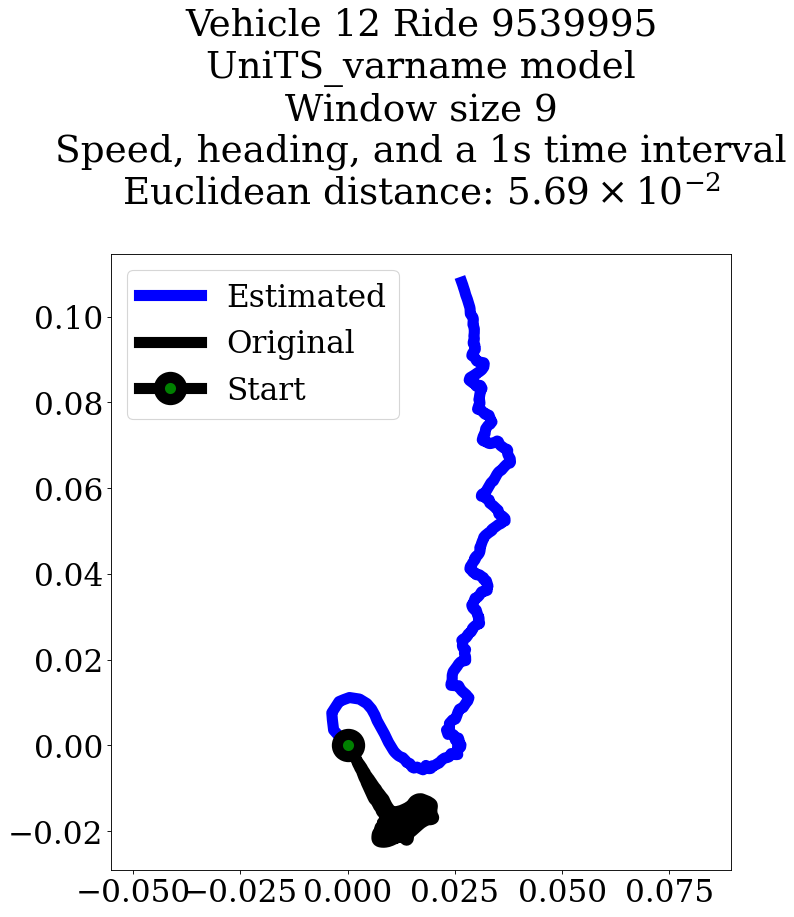 Vehicle 12 Ride 9539995
UniTS_varname model
Window size 9
Speed, heading, and a 1s time interval
Euclidean distance: 5.69 × 10⁻²
Estimated
Original
Start
0.10
0.08
0.06
0.04
0.02
0.00
−0.02
−0.050 −0.025 0.000 0.025 0.050 0.075